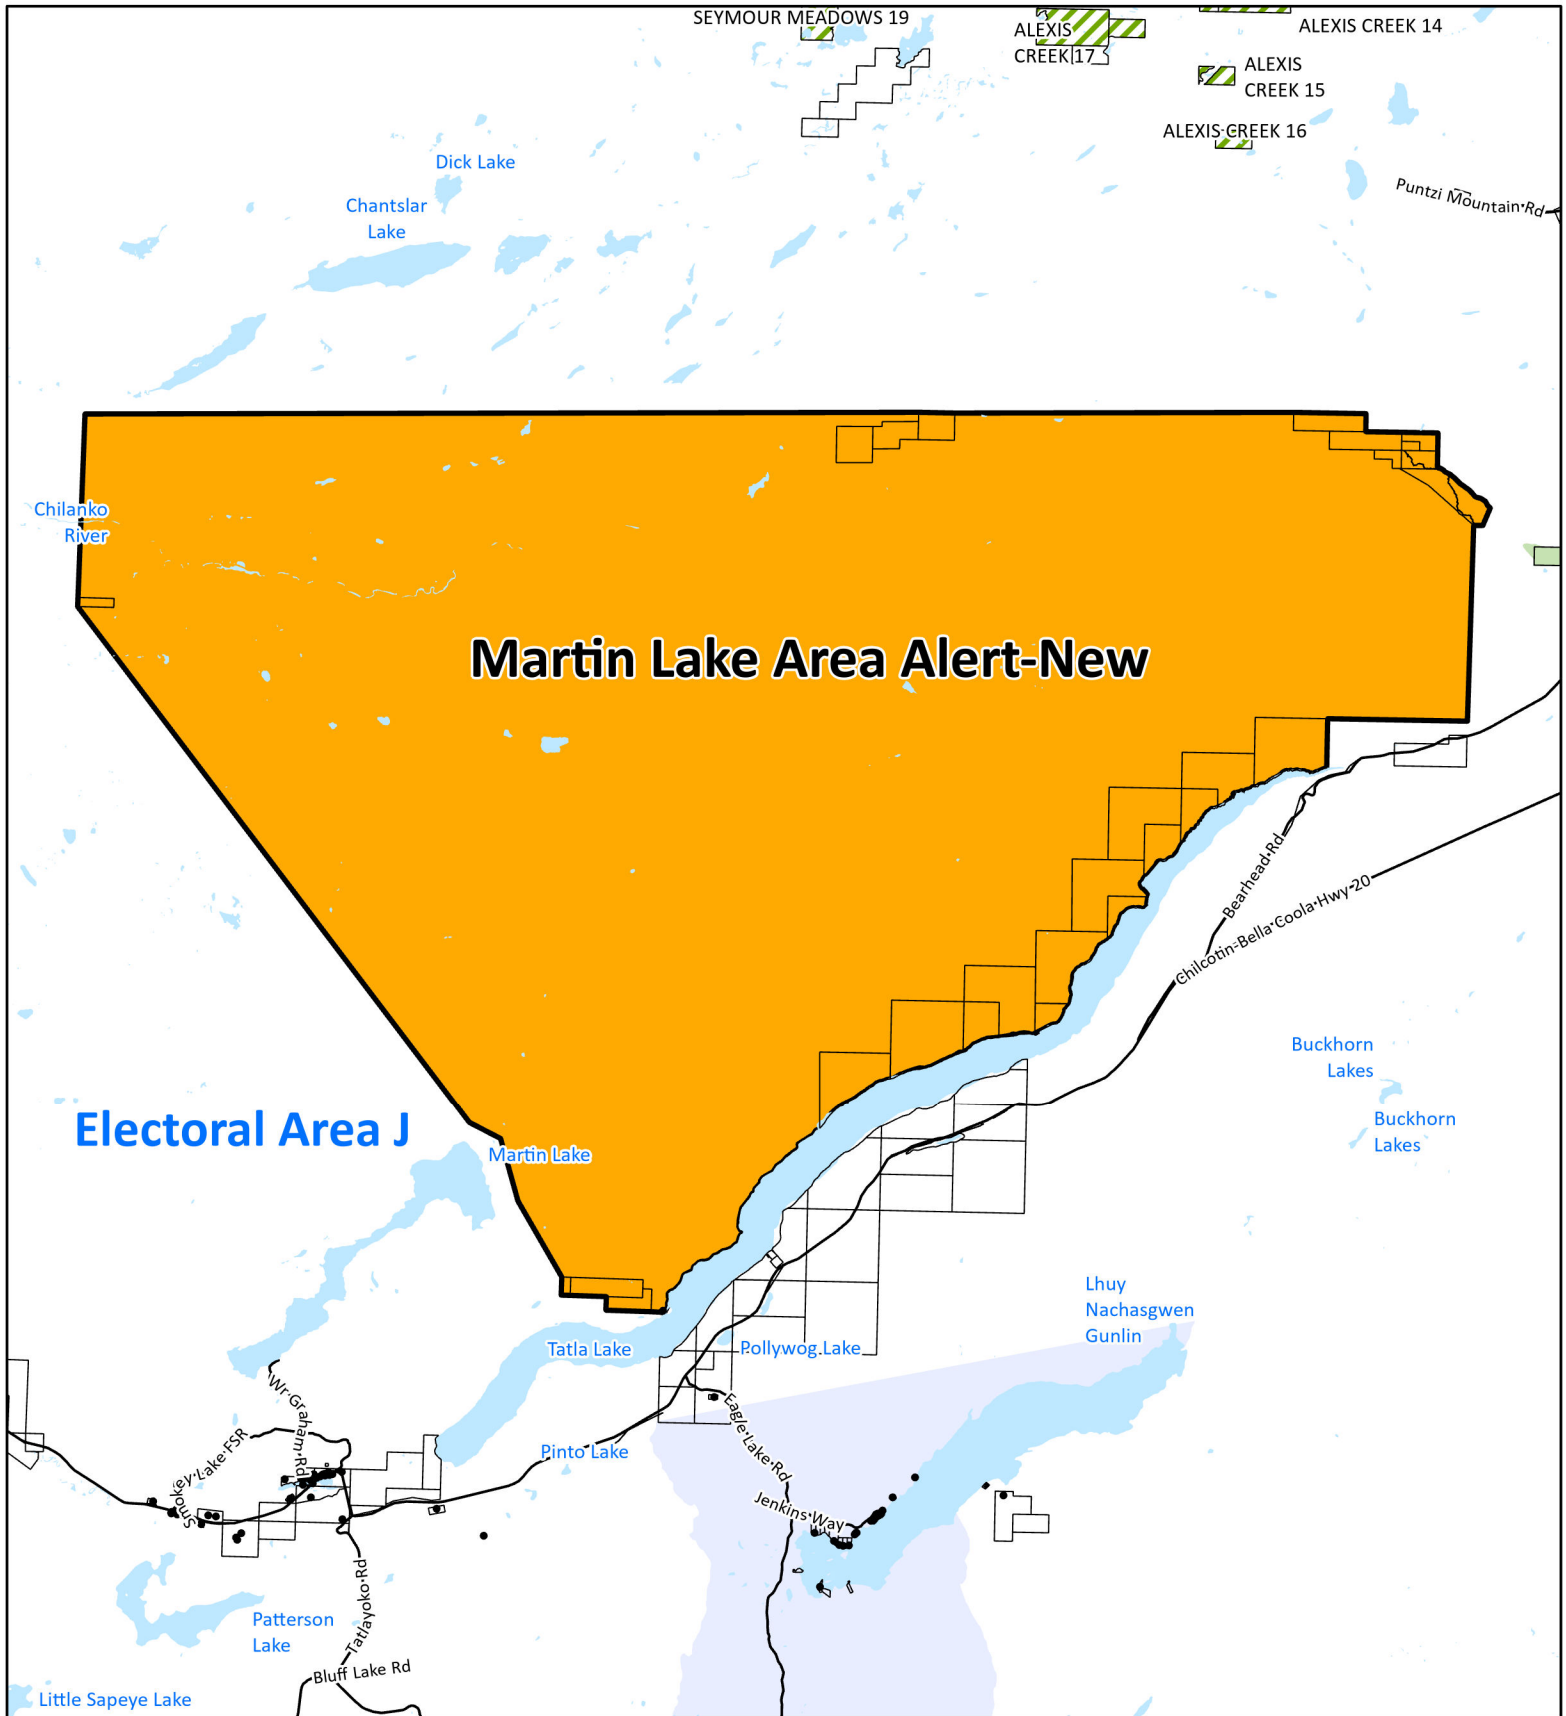 SEYMOUR MEADOWS 19
ALEXIS
CREEK 17
ALEXIS CREEK 14
ALEXIS
CREEK 15
ALEXIS CREEK 16
Dick Lake
Chantslar
Lake
Puntzi Mountain Rd
Chilanko
River
Martin Lake Area Alert-New
Bearhead Rd
Chilcotin-Bella Coola Hwy 20
Buckhorn
Lakes
Buckhorn
Lakes
Electoral Area J
Martin Lake
Lhuy
Nachasgwen
Gunlin
Tatla Lake
Pollywog Lake
Wr Graham Rd
Eagle Lake Rd
Smokey Lake FSR
Pinto Lake
Jenkins Way
Tatlayoko Rd
Patterson
Lake
Bluff Lake Rd
Little Sapeye Lake